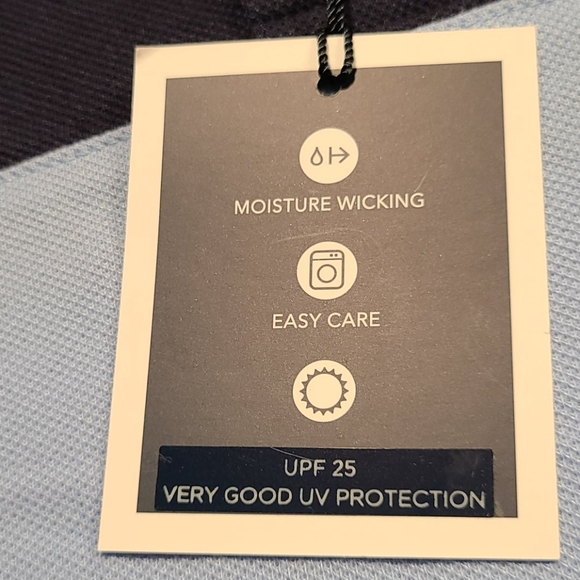 MOISTURE WICKING
EASY CARE
UPF 25
VERY GOOD UV PROTECTION